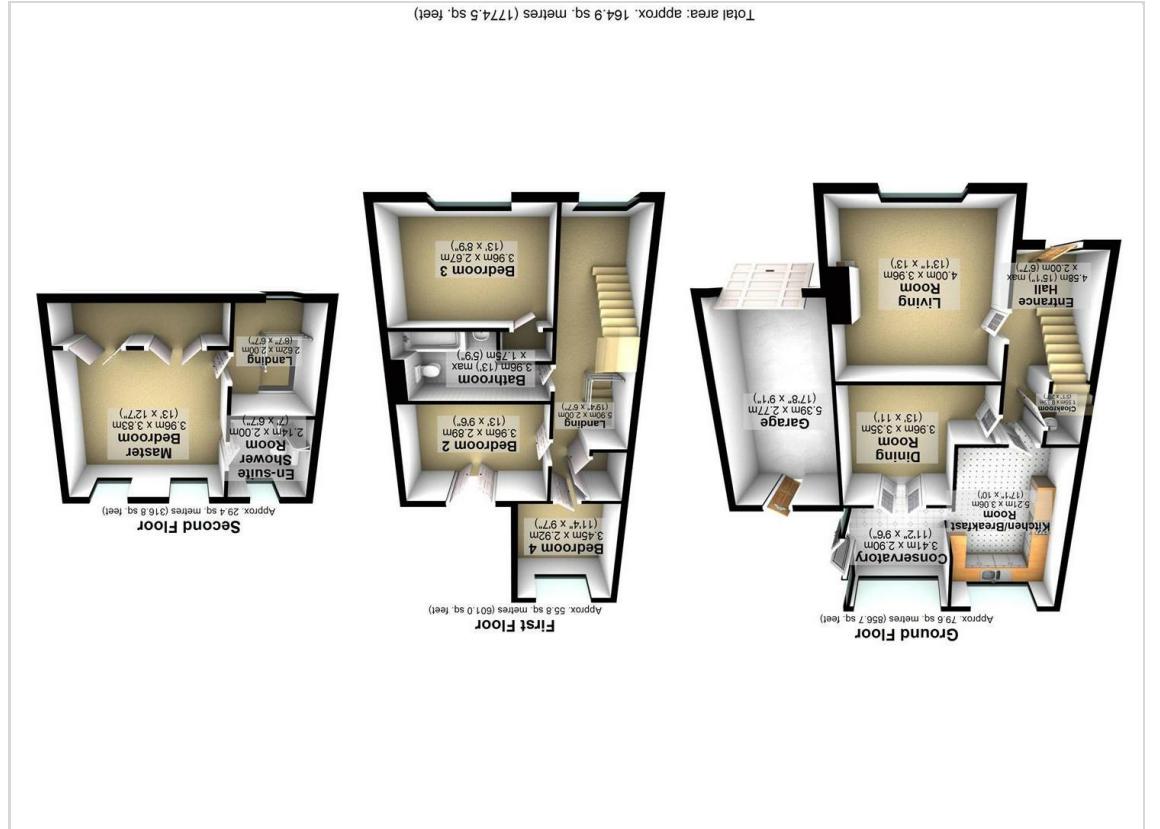 Ground Floor
Approx. 79.6 sq. metres (856.7 sq. feet)
Kitchen/Breakfast
Room
5.21m x 3.06m
(17'1" x 10')
Conservatory
3.41m x 2.90m
(11'2" x 9'6")
Cloakroom
Dining
Room
3.96m x 3.35m
(13' x 11')
Garage
5.39m x 2.77m
(17'8" x 9'1")
Entrance
Hall
4.58m (15'1") max
x 2.00m (6'7")
Living
Room
4.00m x 3.96m
(13'1" x 13')
First Floor
Approx. 55.8 sq. metres (601.0 sq. feet)
Bedroom 4
3.45m x 2.92m
(11'4" x 9'7")
Bedroom 2
3.96m x 2.89m
(13' x 9'6")
Landing
5.90m x 2.00m
(19'4" x 6'7")
Bathroom
3.96m (13') max
x 1.75m (5'9")
Bedroom 3
3.96m x 2.67m
(13' x 8'9")
Second Floor
Approx. 29.4 sq. metres (316.8 sq. feet)
En-suite
Shower
Room
2.14m x 2.00m
(7' x 6'7")
Master
Bedroom
3.96m x 3.83m
(13' x 12'7")
Landing
2.62m x 2.00m
(8'7" x 6'7")
Total area: approx. 164.9 sq. metres (1774.5 sq. feet)